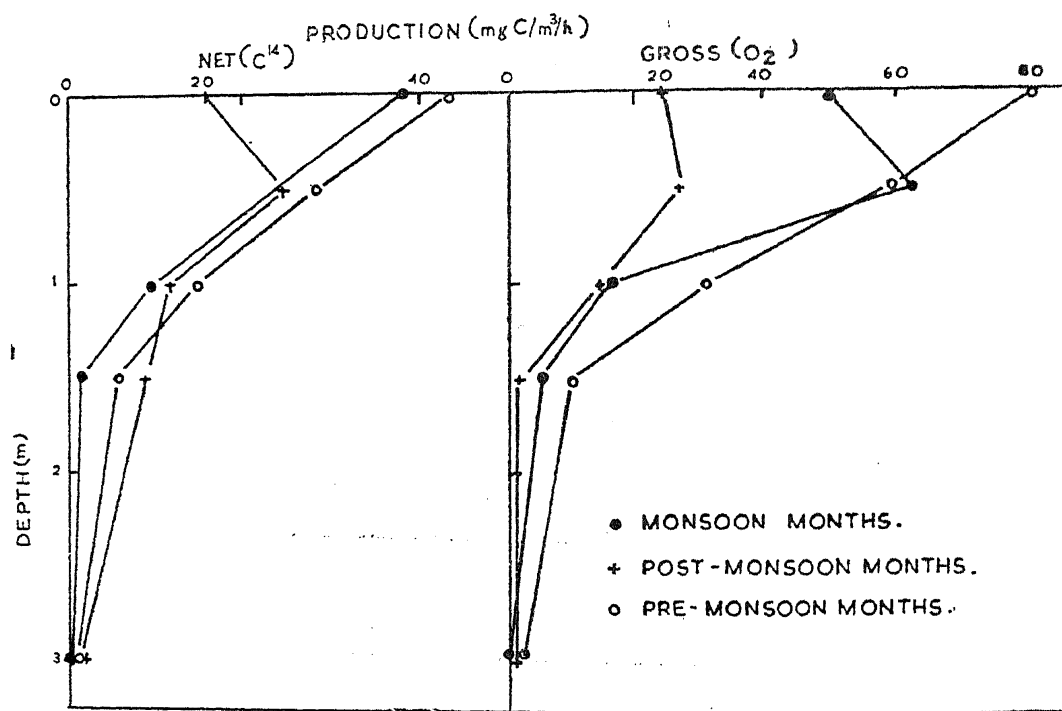 PRODUCTION (mg C/m³/h)
NET (C¹⁴)
GROSS (O2)
0 20 40 0 20 40 60 80
0
1
2
3
DEPTH (m)
● MONSOON MONTHS.
+ POST-MONSOON MONTHS.
○ PRE-MONSOON MONTHS.